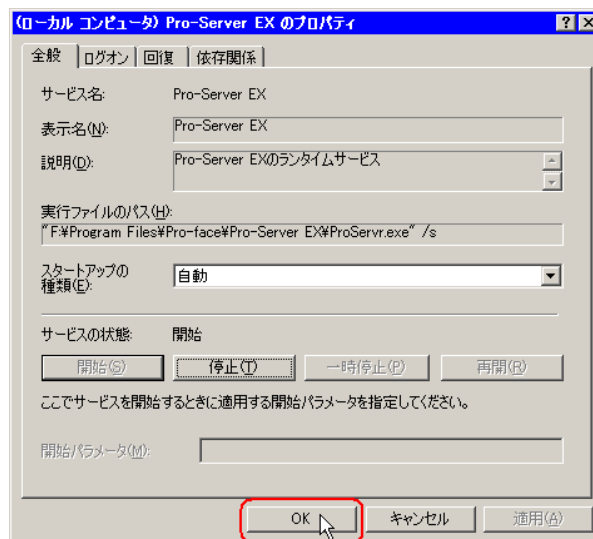 (ローカル コンピュータ) Pro-Server EX のプロパティ
全般 ログオン 回復 依存関係
サービス名: Pro-Server EX
表示名(N): Pro-Server EX
説明(D): Pro-Server EXのランタイムサービス
実行ファイルのパス(H):
"F:¥Program Files¥Pro-face¥Pro-Server EX¥ProServr.exe" /s
スタートアップの
種類(E): 自動
サービスの状態: 開始
開始(S) 停止(T) 一時停止(P) 再開(R)
ここでサービスを開始するときに適用する開始パラメータを指定してください。
開始パラメータ(M):
OK キャンセル 適用(A)